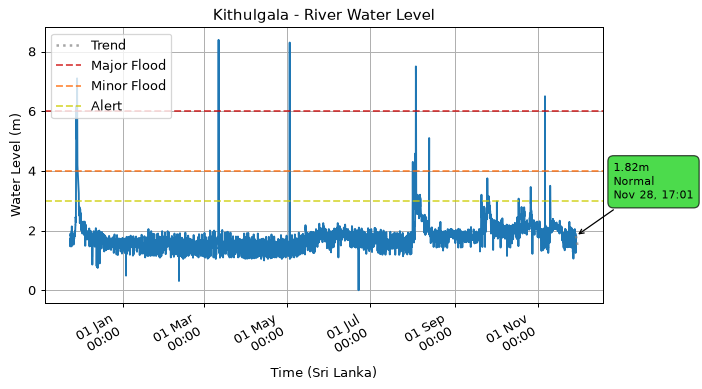 Kithulgala - River Water Level
Trend
Major Flood
Minor Flood
Alert
Water Level (m)
8
6
4
2
0
1.82m
Normal
Nov 28, 17:01
01 Jan
00:00
01 Mar
00:00
01 May
00:00
01 Jul
00:00
01 Sep
00:00
01 Nov
00:00
Time (Sri Lanka)